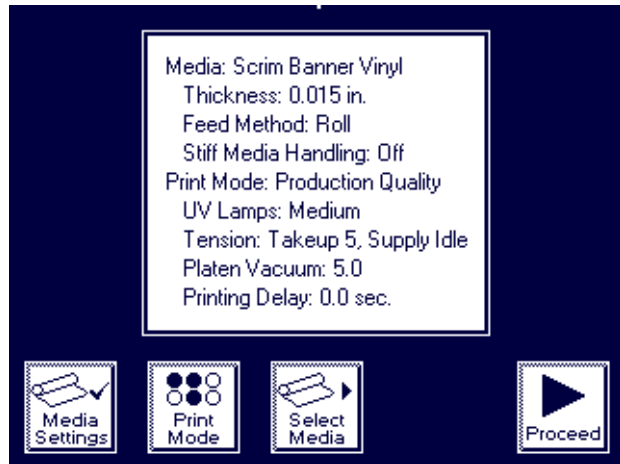 Media: Scrim Banner Vinyl
Thickness: 0.015 in.
Feed Method: Roll
Stiff Media Handling: Off
Print Mode: Production Quality
UV Lamps: Medium
Tension: Takeup 5, Supply Idle
Platen Vacuum: 5.0
Printing Delay: 0.0 sec.
Media
Settings
Print
Mode
Select
Media
Proceed